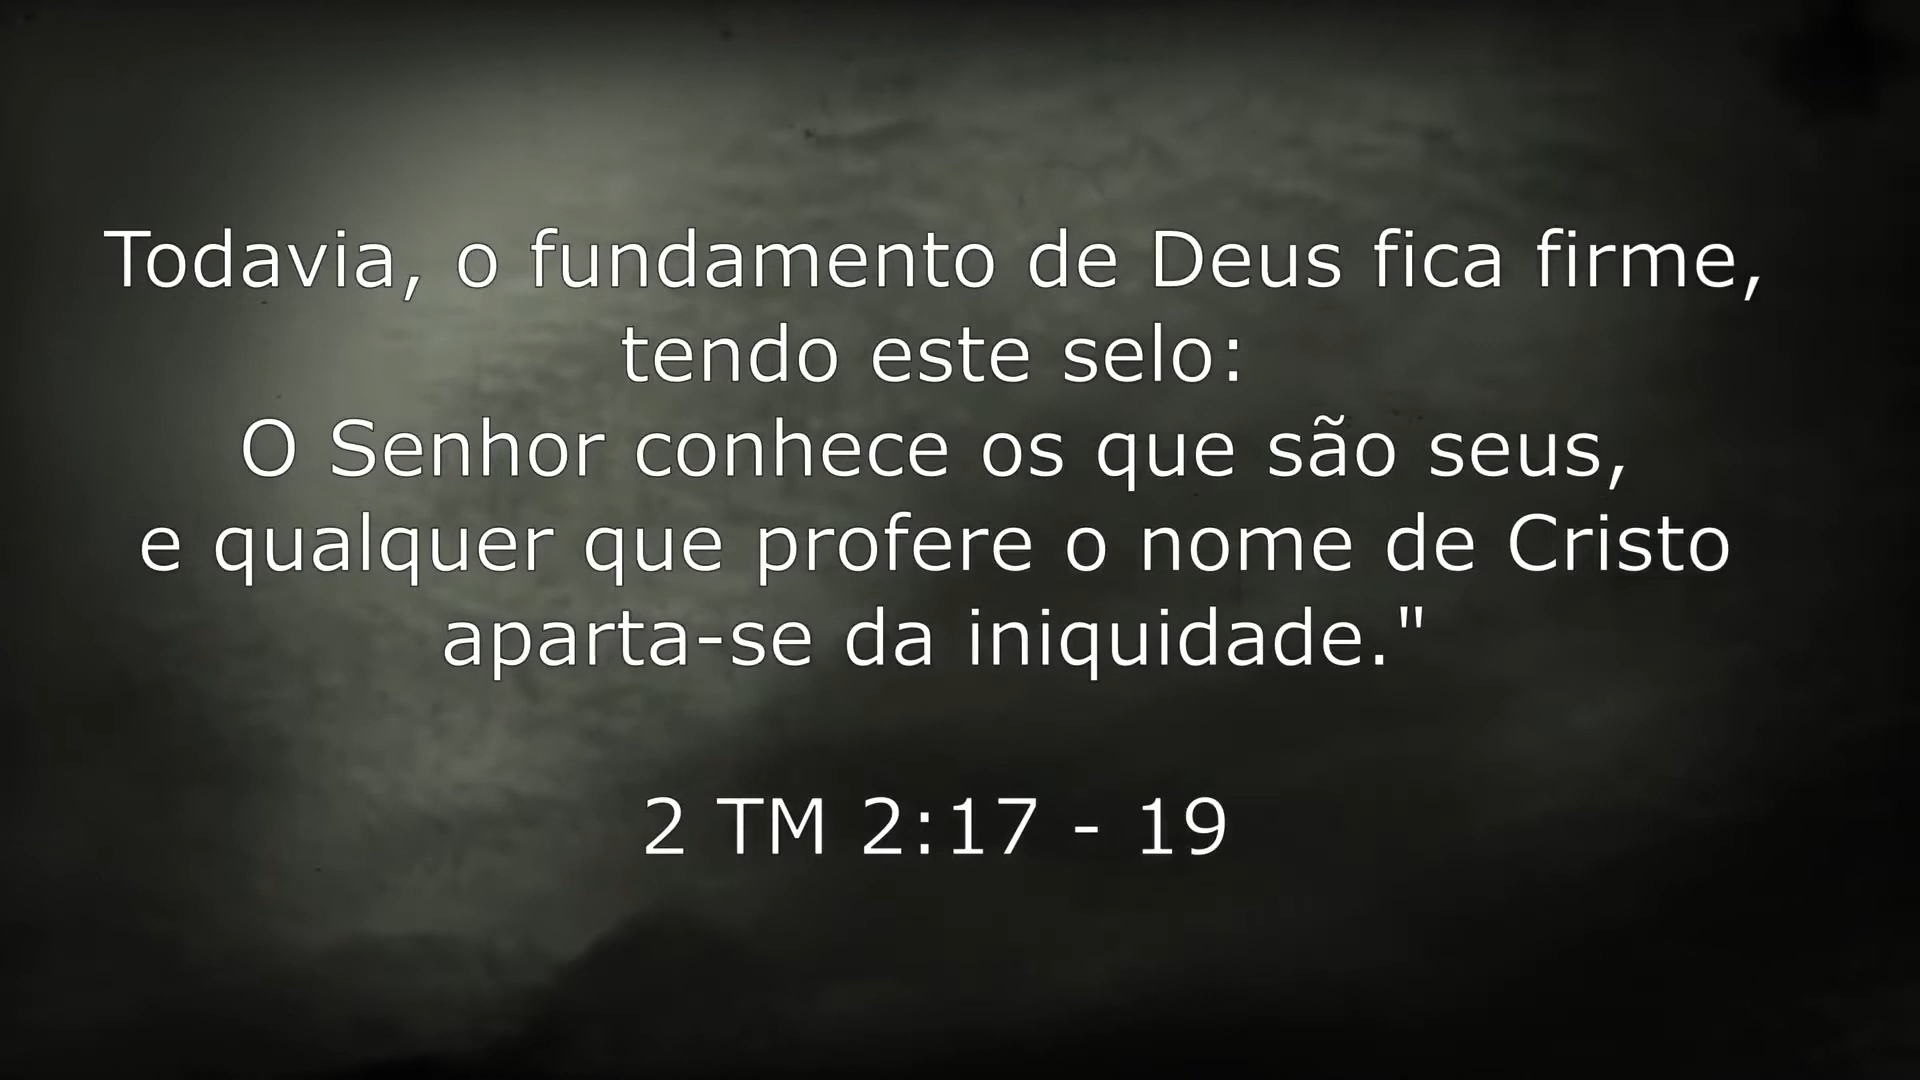 Todavia, o fundamento de Deus fica firme,
tendo este selo:
O Senhor conhece os que são seus,
e qualquer que profere o nome de Cristo
aparta-se da iniquidade."
2 TM 2:17 - 19